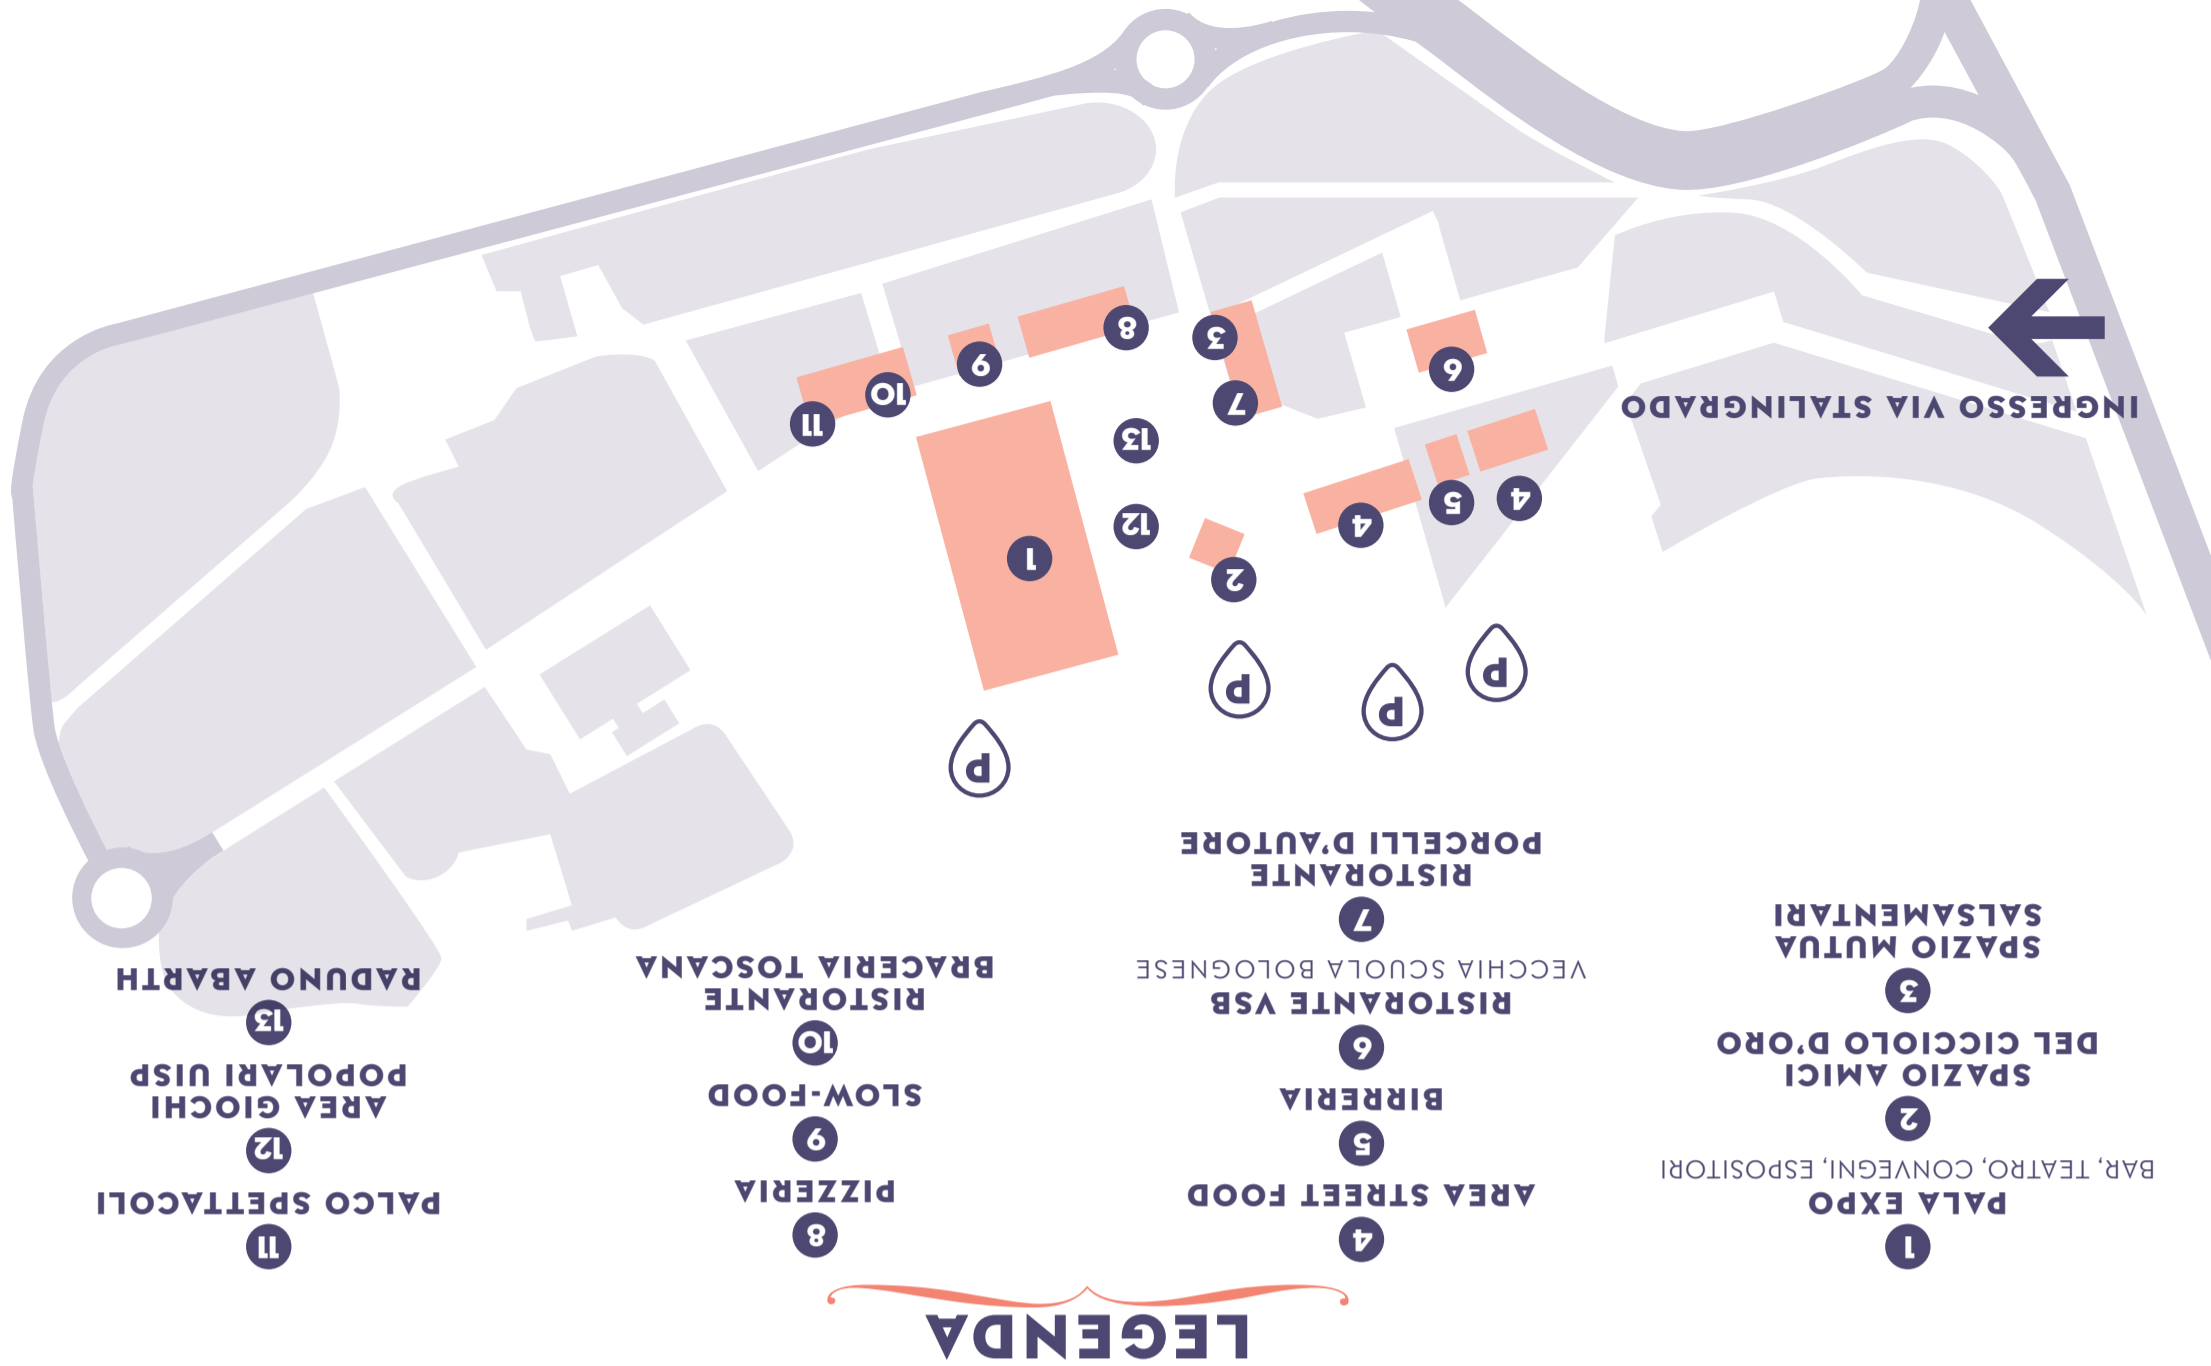 LEGENDA
1
PALA EXPO
BAR, TEATRO, CONVEGNI, ESPOSITORI
2
SPAZIO AMICI
DEL CICCIOLO D'ORO
3
SPAZIO MUTUA
SALSAMENTARI
4
AREA STREET FOOD
5
BIRRERIA
6
RISTORANTE VSB
VECCHIA SCUOLA BOLOGNESE
7
RISTORANTE
PORCELLI D'AUTORE
8
PIZZERIA
9
SLOW-FOOD
10
RISTORANTE
BRACERIA TOSCANA
11
PALCO SPETTACOLI
12
AREA GIOCHI
POPOLARI UISP
13
RADUNO ABARTH
P
P
P
P
2
1
4
12
4
5
13
11
INGRESSO VIA STALINGRADO
7
10
6
9
3
8